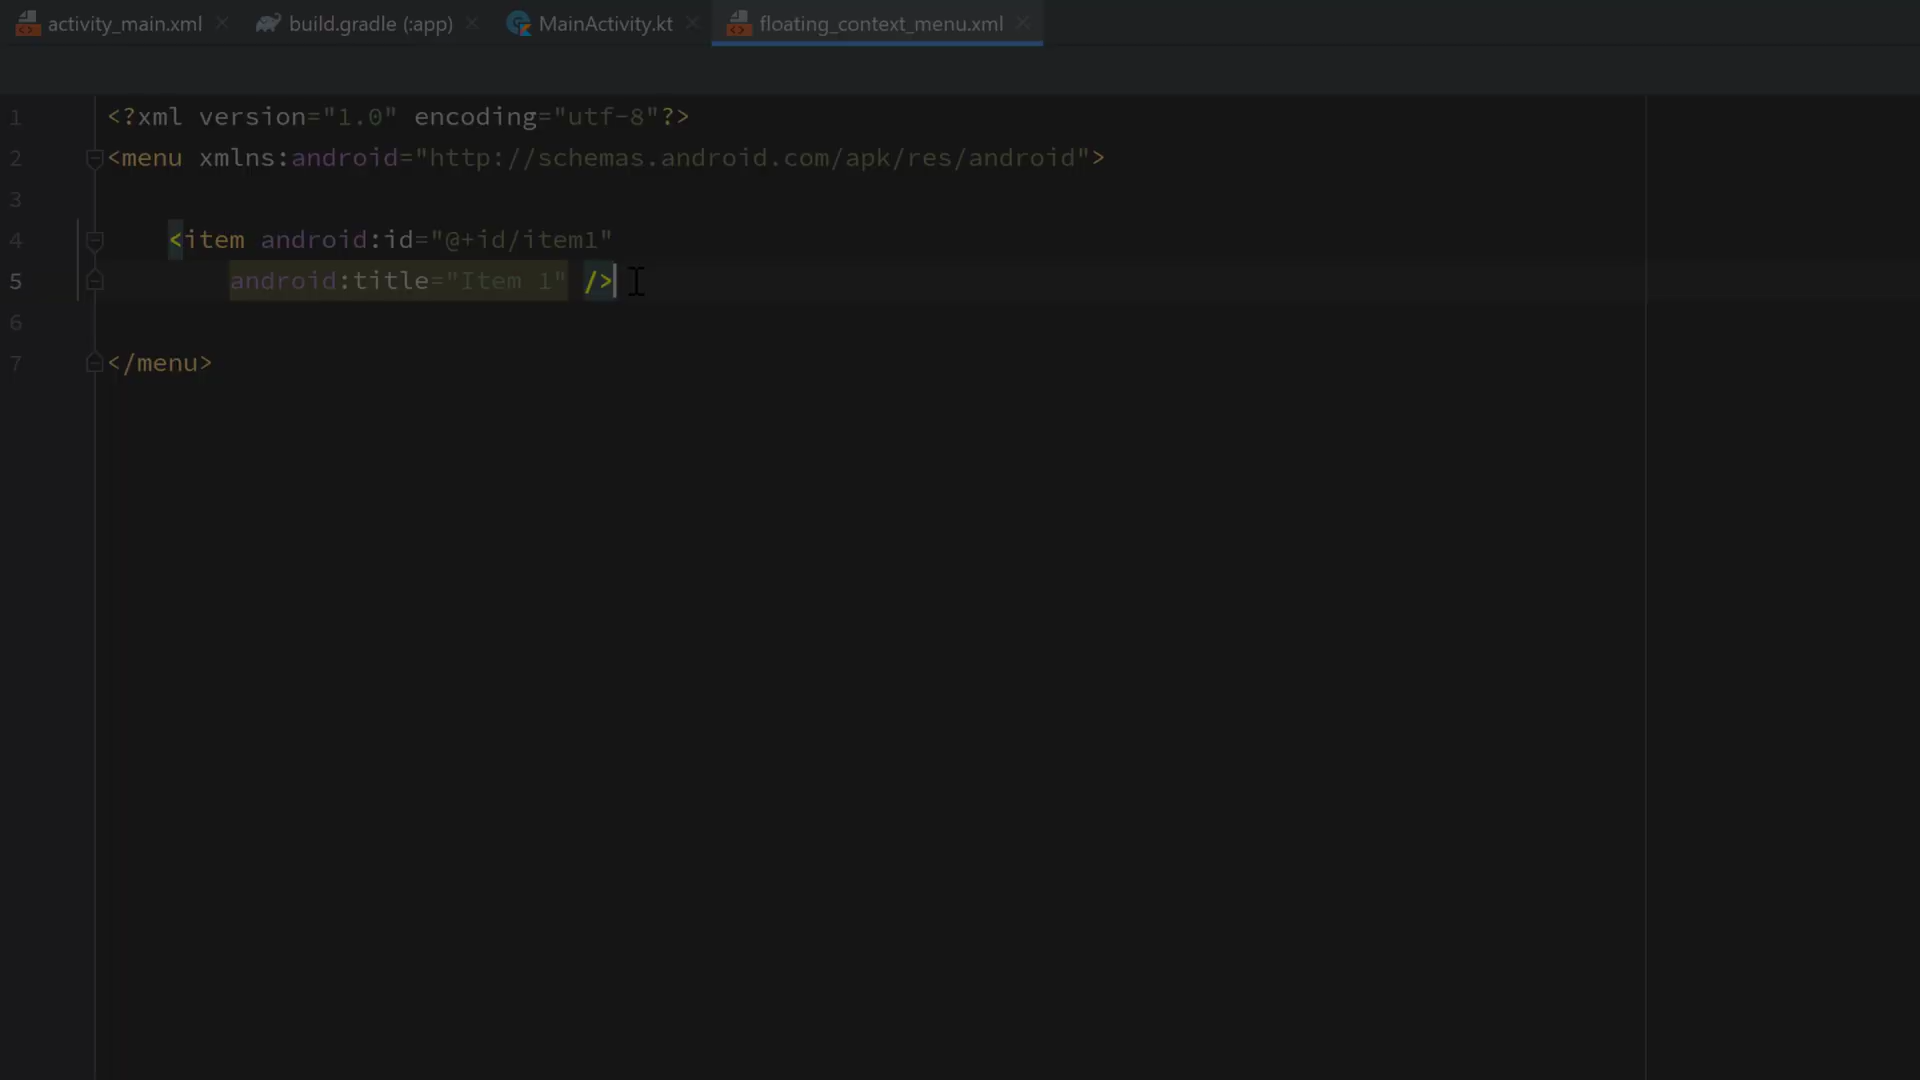 activity_main.xml build.gradle (:app) MainActivity.kt floating_context_menu.xml
1 <?xml version="1.0" encoding="utf-8"?>
2 <menu xmlns:android="http://schemas.android.com/apk/res/android">
3
4 <item android:id="@+id/item1"
5 android:title="Item 1" />
6
7 </menu>